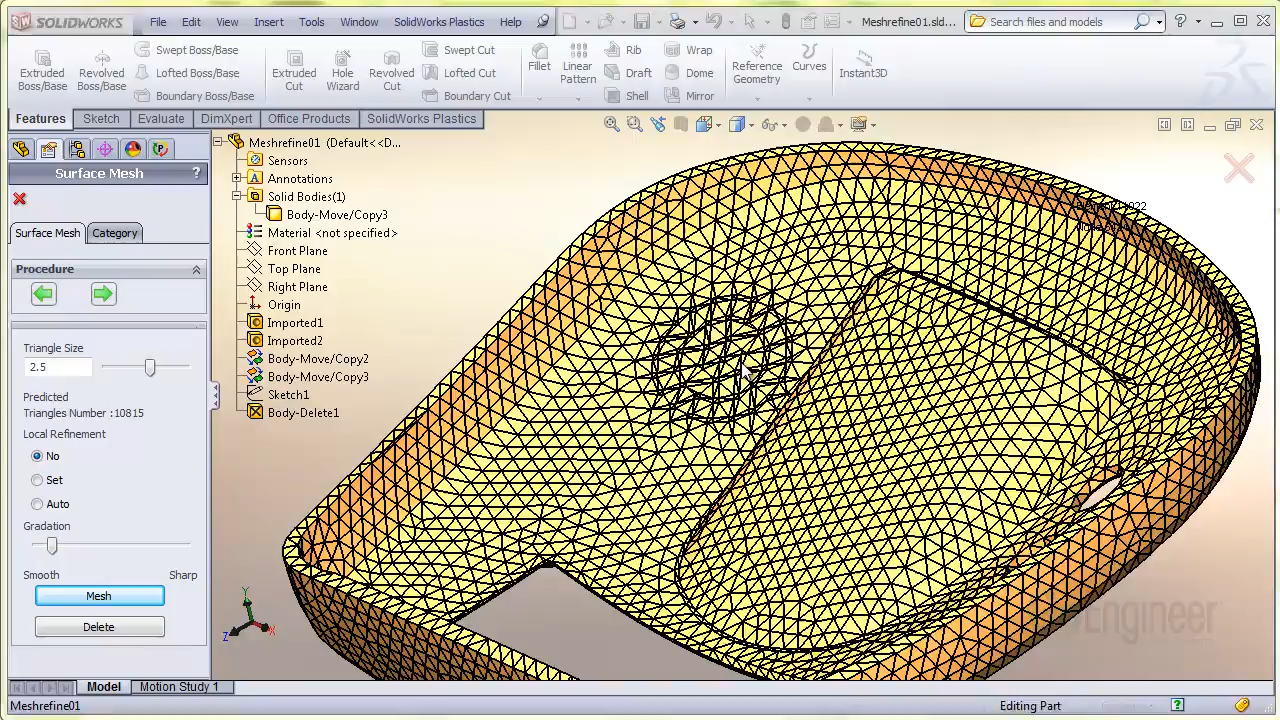 SOLIDWORKS File Edit View Insert Tools Window SolidWorks Plastics Help Meshrefine01.sld... Search files and models ?
Extruded Boss/Base
Revolved Boss/Base
Swept Boss/Base
Lofted Boss/Base
Boundary Boss/Base
Extruded Cut
Hole Wizard
Revolved Cut
Swept Cut
Lofted Cut
Boundary Cut
Fillet
Linear Pattern
Rib
Draft
Shell
Wrap
Dome
Mirror
Reference Geometry
Curves
Instant3D
Features Sketch Evaluate DimXpert Office Products SolidWorks Plastics
Surface Mesh ?
Surface Mesh Category
Procedure
Triangle Size
2.5
Predicted
Triangles Number :10815
Local Refinement
No
Set
Auto
Gradation
Smooth Sharp
Mesh
Delete
Meshrefine01 (Default<<D...
Sensors
Annotations
Solid Bodies(1)
Body-Move/Copy3
Material <not specified>
Front Plane
Top Plane
Right Plane
Origin
Imported1
Imported2
Body-Move/Copy2
Body-Move/Copy3
Sketch1
Body-Delete1
Y
Z X
Engineer
Model Motion Study 1
Meshrefine01 Editing Part ?